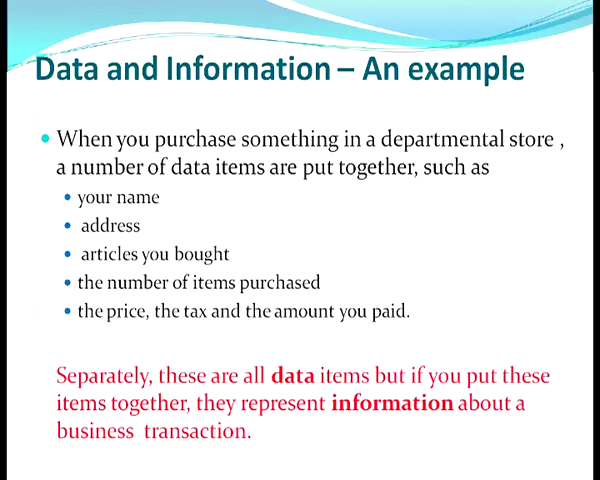 Data and Information – An example
When you purchase something in a departmental store ,
a number of data items are put together, such as
your name
address
articles you bought
the number of items purchased
the price, the tax and the amount you paid.
Separately, these are all data items but if you put these
items together, they represent information about a
business transaction.